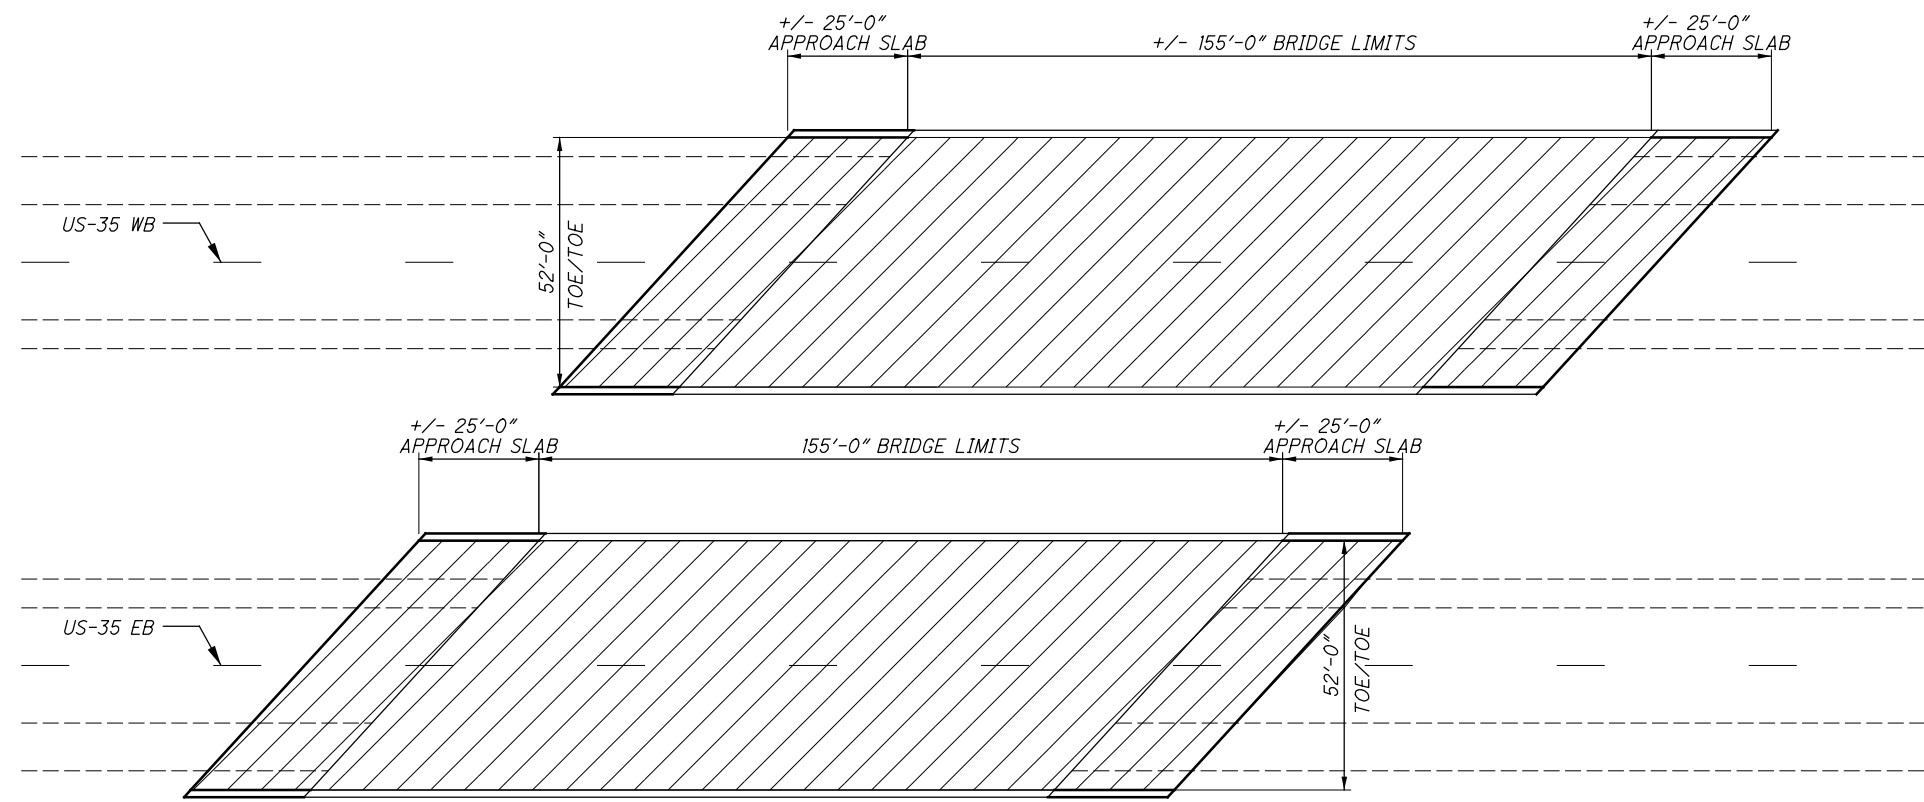 +/- 25'-0"
APPROACH SLAB
+/- 155'-0" BRIDGE LIMITS
+/- 25'-0"
APPROACH SLAB
US-35 WB
52'-0"
TOE/TOE
+/- 25'-0"
APPROACH SLAB
155'-0" BRIDGE LIMITS
+/- 25'-0"
APPROACH SLAB
US-35 EB
52'-0"
TOE/TOE